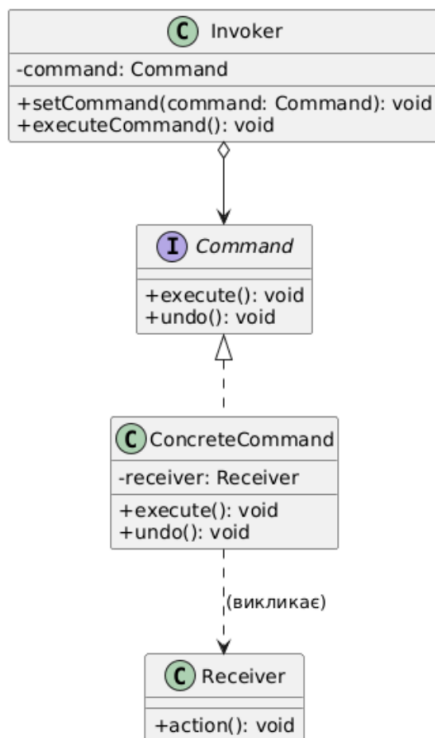 C Invoker
-command: Command
+setCommand(command: Command): void
+executeCommand(): void
I Command
+execute(): void
+undo(): void
C ConcreteCommand
-receiver: Receiver
+execute(): void
+undo(): void
(викликає)
C Receiver
+action(): void